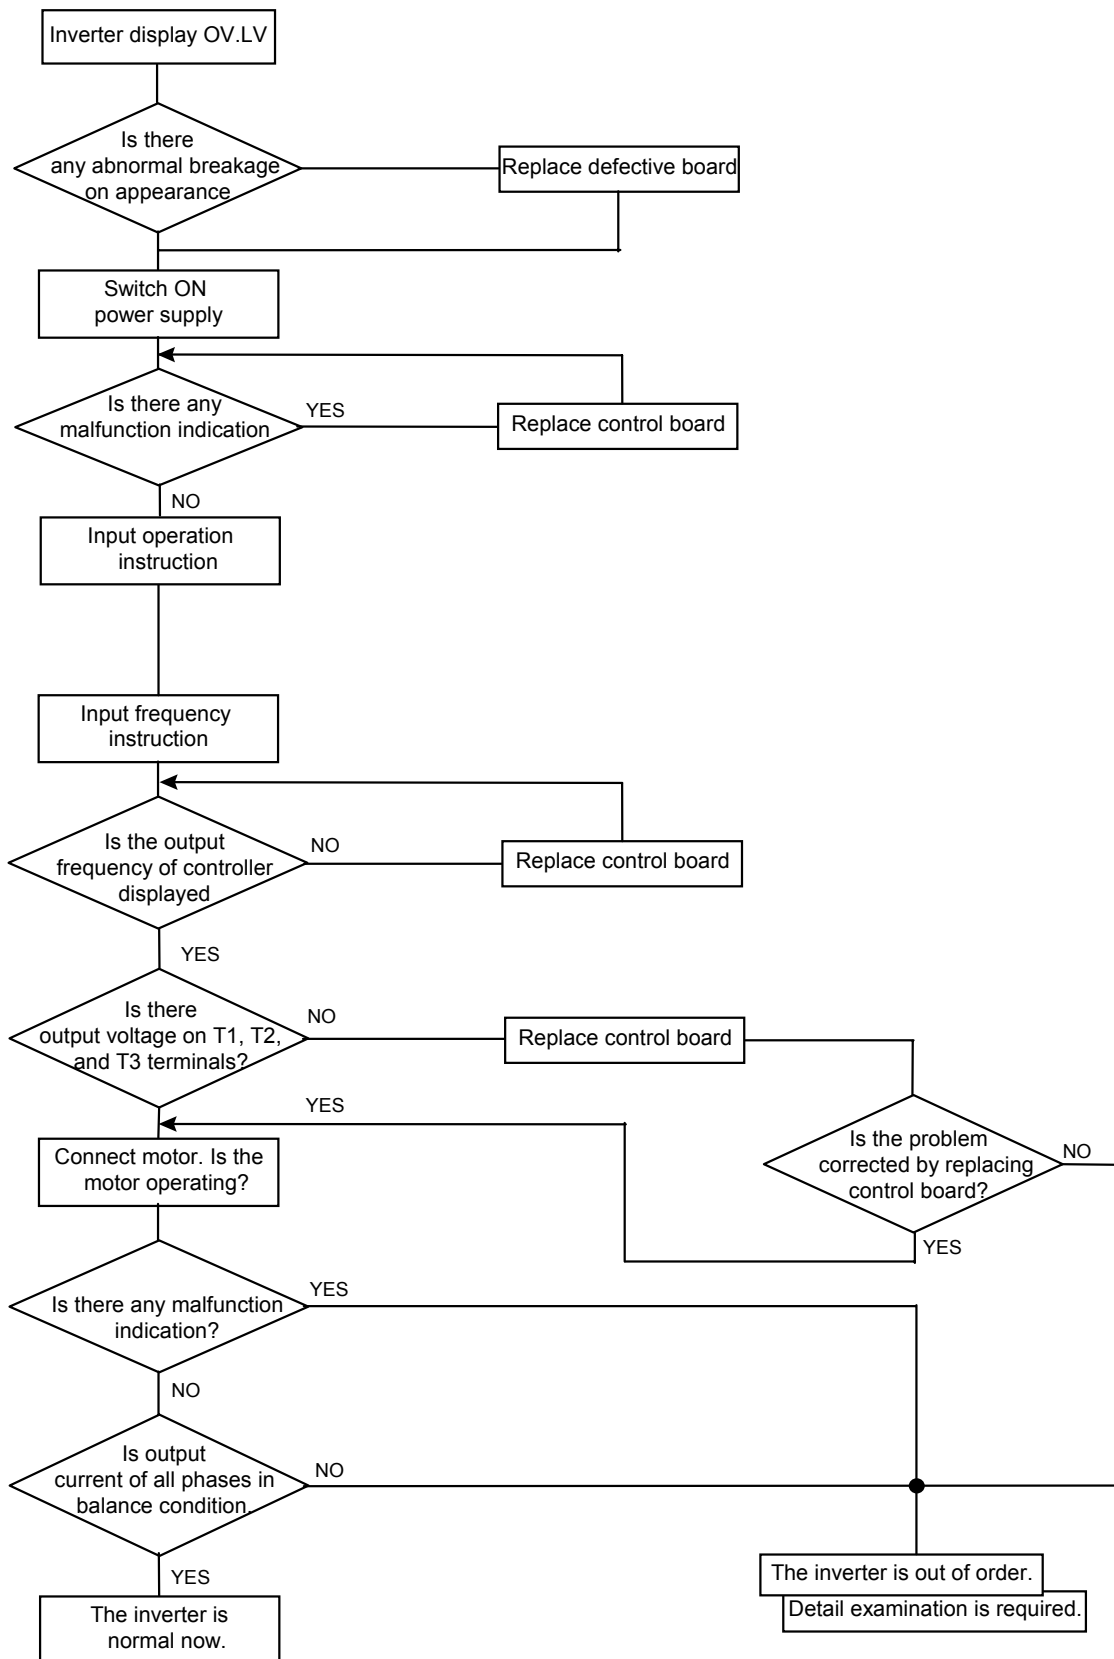 Inverter display OV.LV
Is there
any abnormal breakage
on appearance
Replace defective board
Switch ON
power supply
Is there any
malfunction indication
YES
Replace control board
NO
Input operation
instruction
Input frequency
instruction
Is the output
frequency of controller
displayed
NO
Replace control board
YES
Is there
output voltage on T1, T2,
and T3 terminals?
NO
Replace control board
YES
Is the problem
corrected by replacing
control board?
NO
YES
Connect motor. Is the
motor operating?
Is there any malfunction
indication?
YES
NO
Is output
current of all phases in
balance condition.
NO
YES
The inverter is out of order.
Detail examination is required.
The inverter is
normal now.